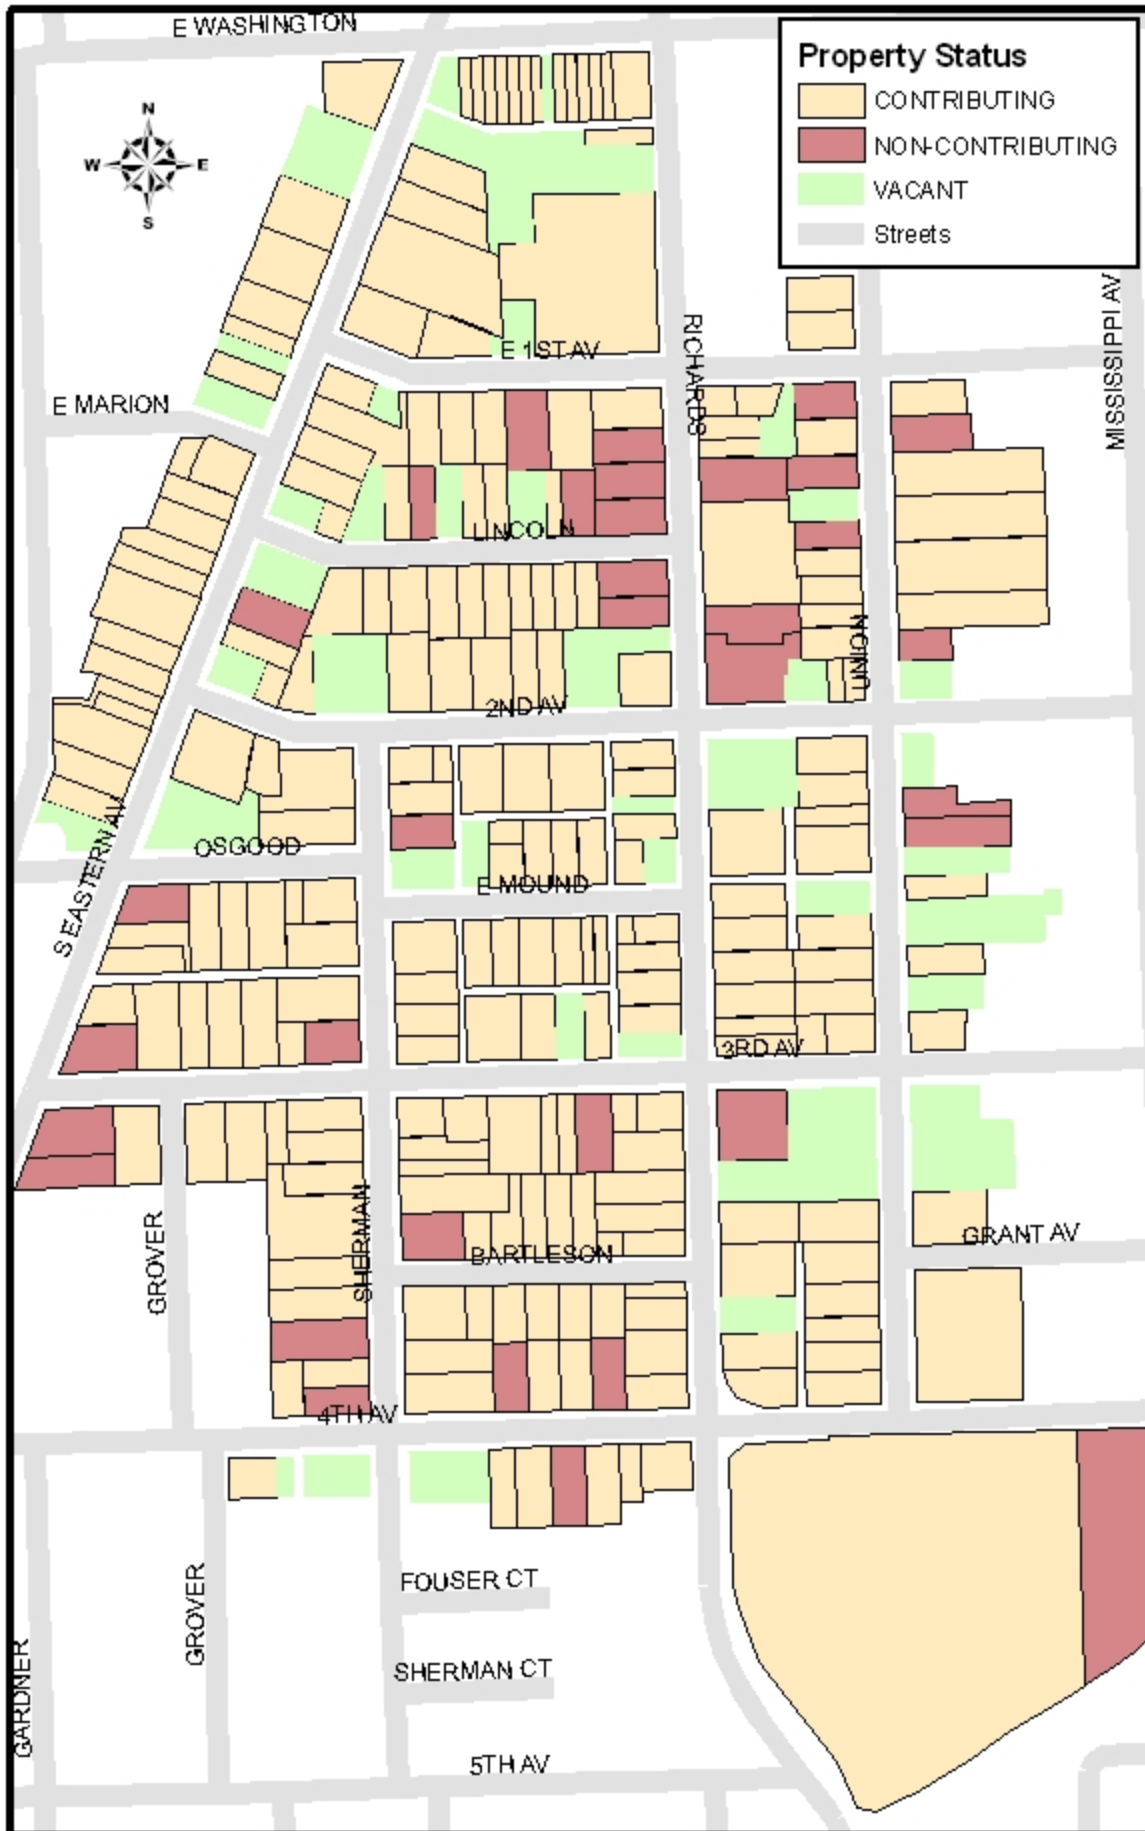 E WASHINGTON
Property Status
CONTRIBUTING
NON-CONTRIBUTING
VACANT
Streets
N
W E
S
RICHARDS
MISSISSIPPI AV
E 1ST AV
E MARION
LINCOLN
UNION
2ND AV
S EASTERN AV
OSGOOD
E MOUND
3RD AV
GROVER
SHERMAN
BARTLESON
GRANT AV
4TH AV
GROVER
FOUSER CT
GARDNER
SHERMAN CT
5TH AV